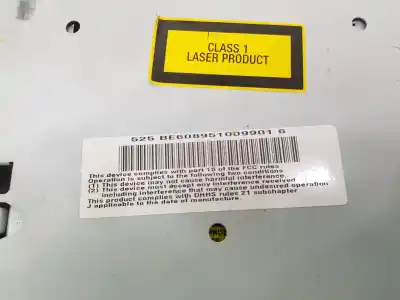 CLASS 1
LASER PRODUCT
525 BE608951009901 6
This device complies with part 15 of the FCC rules
Operation is subject to the following two conditions
(1) This device may not cause harmful interference.
(2) This device must accept any interference received
including interference that may cause undesired operation
This product complies with DHHS rules 21 subchapter
J applicable to the date of manufacture.